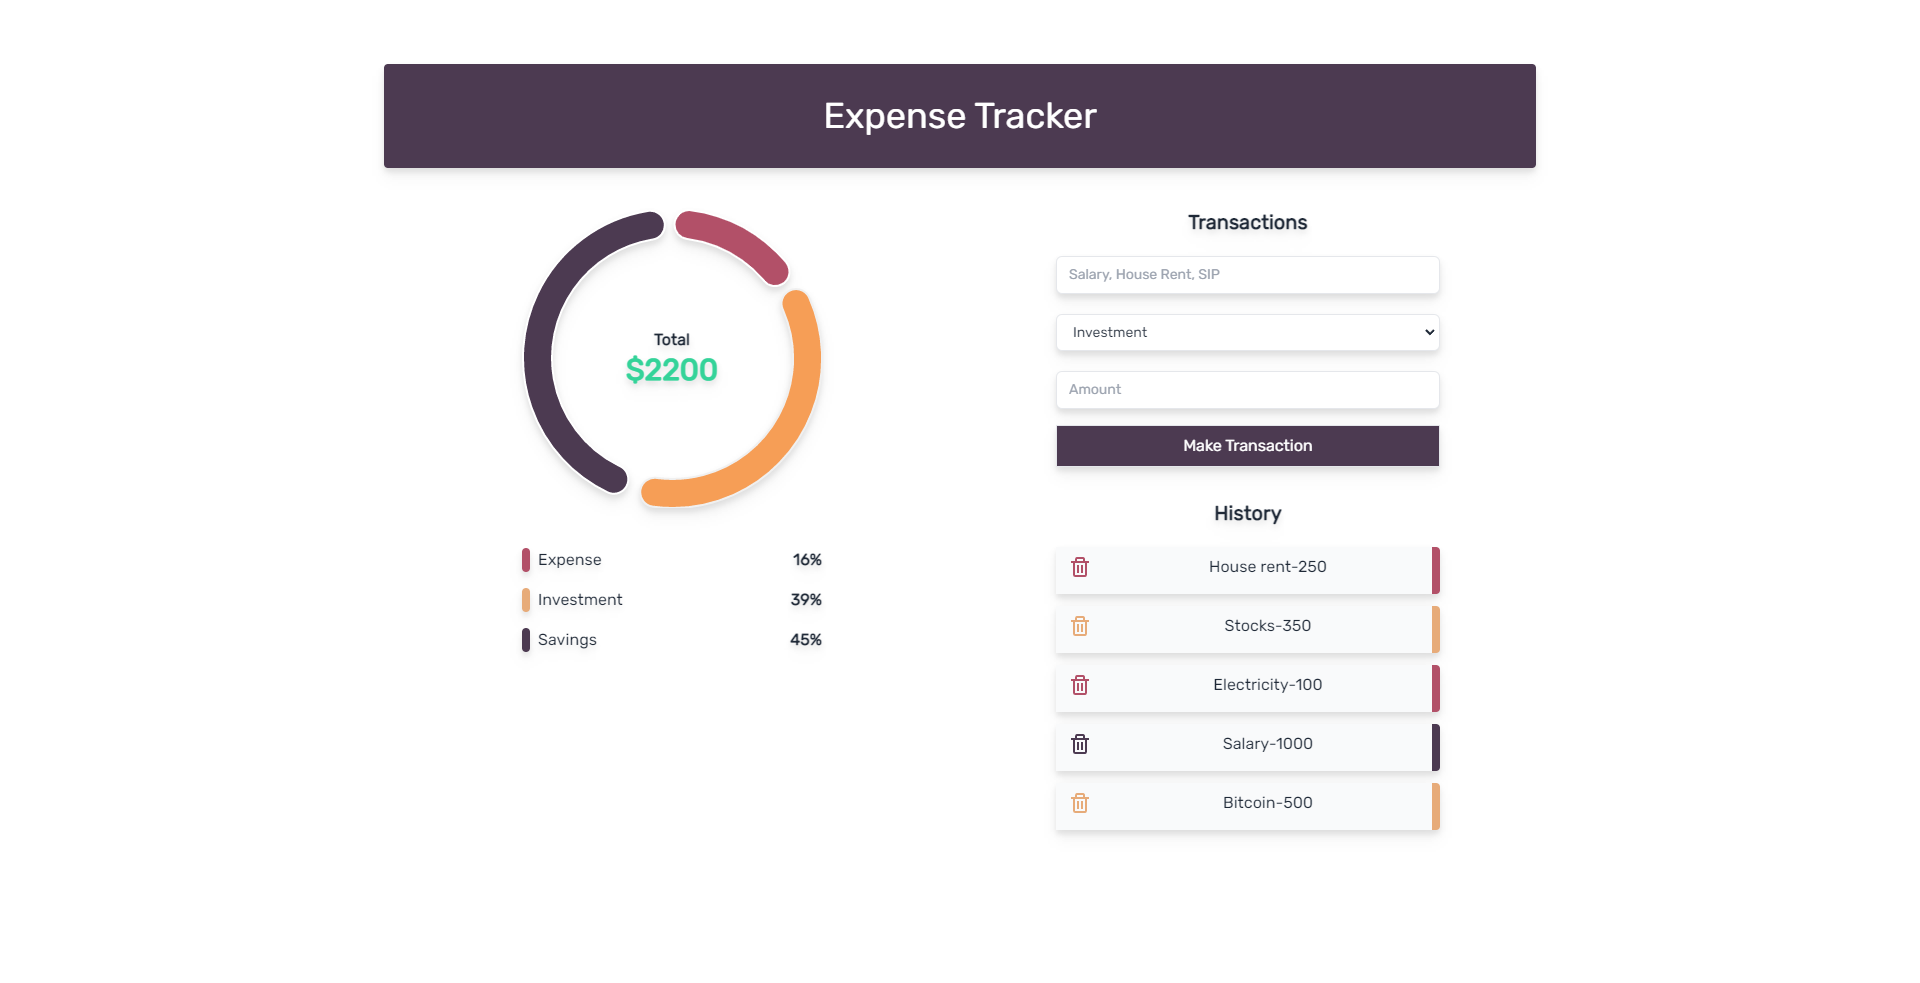 Expense Tracker
Total
$2200
Expense 16%
Investment 39%
Savings 45%
Transactions
Salary, House Rent, SIP
Investment
Amount
Make Transaction
History
House rent-250
Stocks-350
Electricity-100
Salary-1000
Bitcoin-500